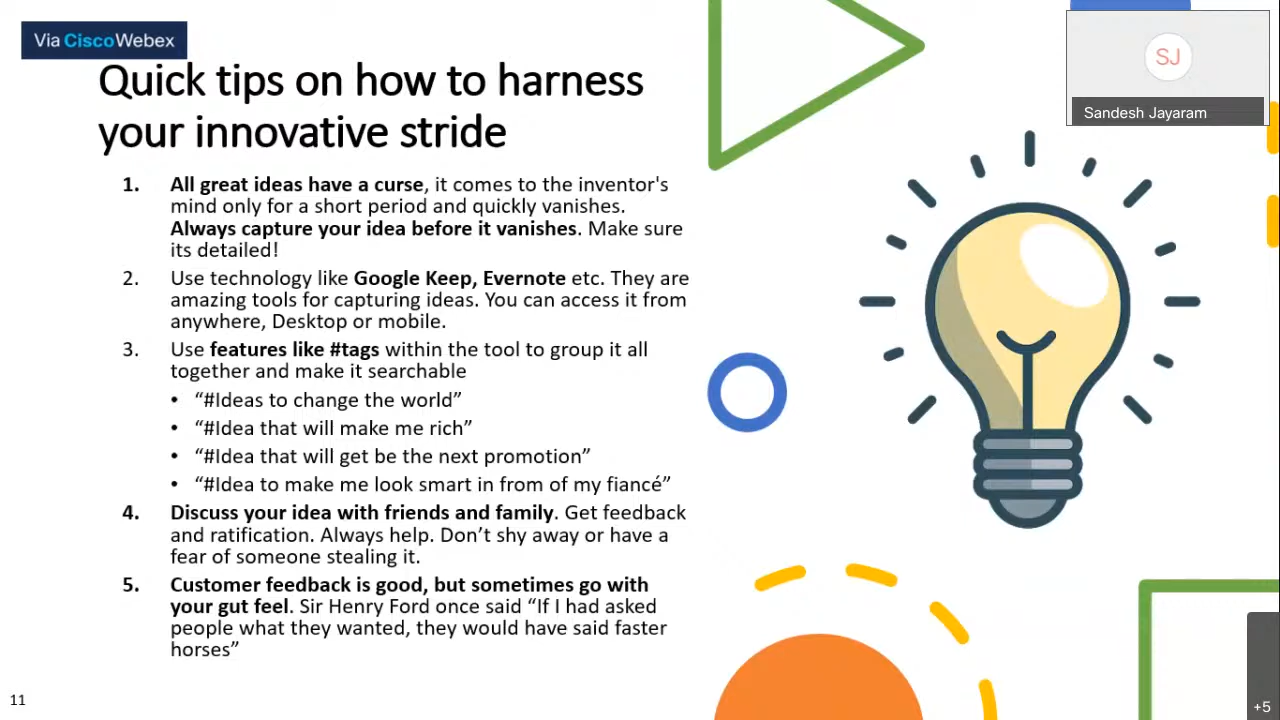 Via CiscoWebex
Quick tips on how to harness
your innovative stride
1. All great ideas have a curse, it comes to the inventor's
mind only for a short period and quickly vanishes.
Always capture your idea before it vanishes. Make sure
its detailed!
2. Use technology like Google Keep, Evernote etc. They are
amazing tools for capturing ideas. You can access it from
anywhere, Desktop or mobile.
3. Use features like #tags within the tool to group it all
together and make it searchable
• “#Ideas to change the world”
• “#Idea that will make me rich”
• “#Idea that will get be the next promotion”
• “#Idea to make me look smart in from of my fiancé”
4. Discuss your idea with friends and family. Get feedback
and ratification. Always help. Don’t shy away or have a
fear of someone stealing it.
5. Customer feedback is good, but sometimes go with
your gut feel. Sir Henry Ford once said “If I had asked
people what they wanted, they would have said faster
horses”
11
SJ
Sandesh Jayaram
+5